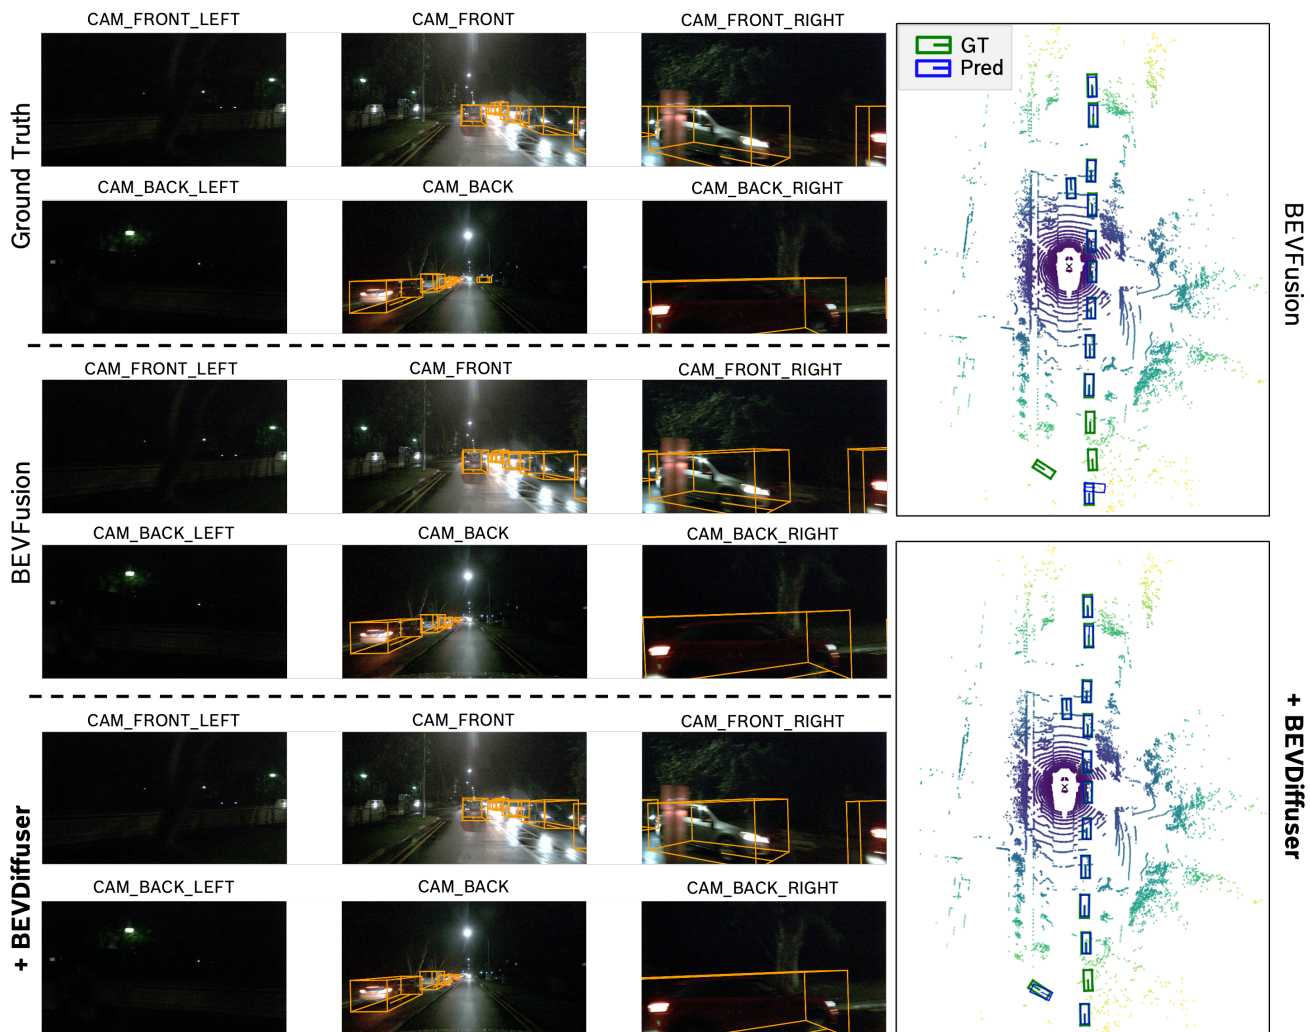 CAM_FRONT_LEFT CAM_FRONT CAM_FRONT_RIGHT
Ground Truth
CAM_BACK_LEFT CAM_BACK CAM_BACK_RIGHT
CAM_FRONT_LEFT CAM_FRONT CAM_FRONT_RIGHT
BEVFusion
CAM_BACK_LEFT CAM_BACK CAM_BACK_RIGHT
CAM_FRONT_LEFT CAM_FRONT CAM_FRONT_RIGHT
+ BEVDiffuser
CAM_BACK_LEFT CAM_BACK CAM_BACK_RIGHT
GT
Pred
BEVFusion
+ BEVDiffuser